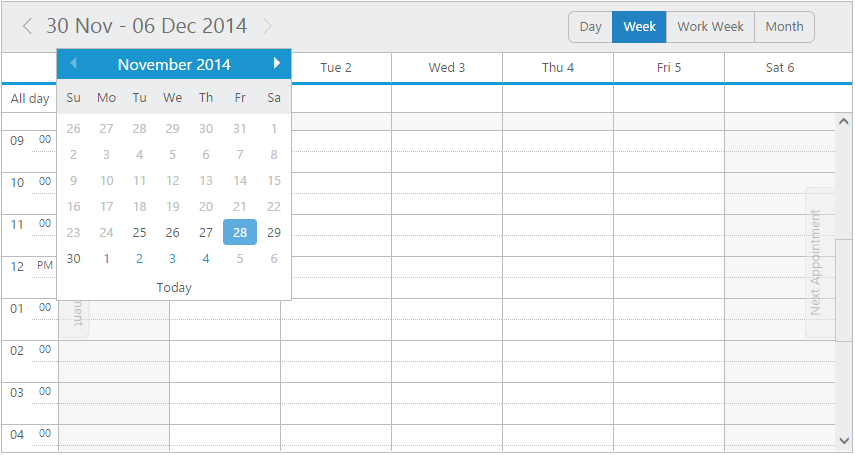 30 Nov - 06 Dec 2014
Day Week Work Week Month
November 2014
Tue 2 Wed 3 Thu 4 Fri 5 Sat 6
All day
Su Mo Tu We Th Fr Sa
26 27 28 29 30 31 1
2 3 4 5 6 7 8
9 10 11 12 13 14 15
16 17 18 19 20 21 22
23 24 25 26 27 28 29
30 1 2 3 4 5 6
Today
09 00
10 00
11 00
12 PM
01 00
02 00
03 00
04 00
Next Appointment